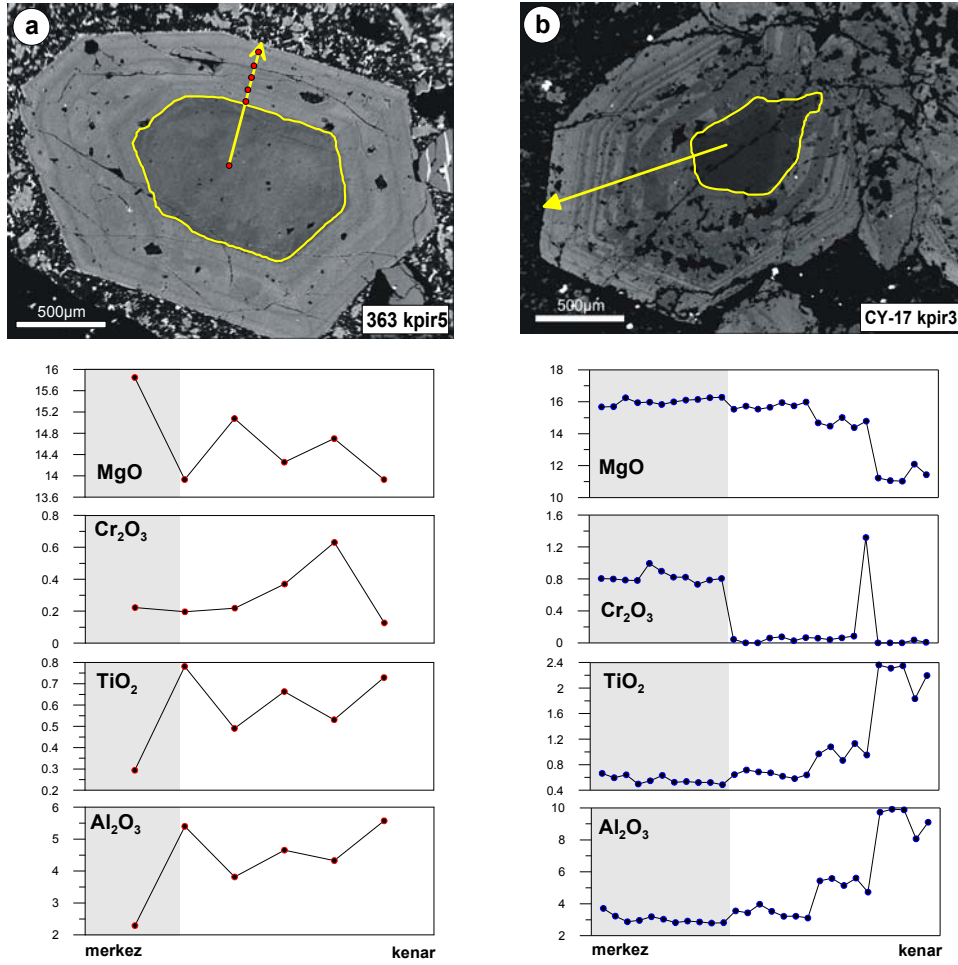 a
500µm
363 kpir5
b
500µm
CY-17 kpir3
16
15.6
15.2
14.8
14.4
14
13.6
MgO
0.8
0.6
0.4
0.2
0
Cr₂O₃
0.8
0.7
0.6
0.5
0.4
0.3
0.2
TiO₂
6
5
4
3
2
Al₂O₃
merkez kenar
18
16
14
12
10
MgO
1.6
1.2
0.8
0.4
0
Cr₂O₃
2.4
2
1.6
1.2
0.8
0.4
TiO₂
10
8
6
4
2
Al₂O₃
merkez kenar